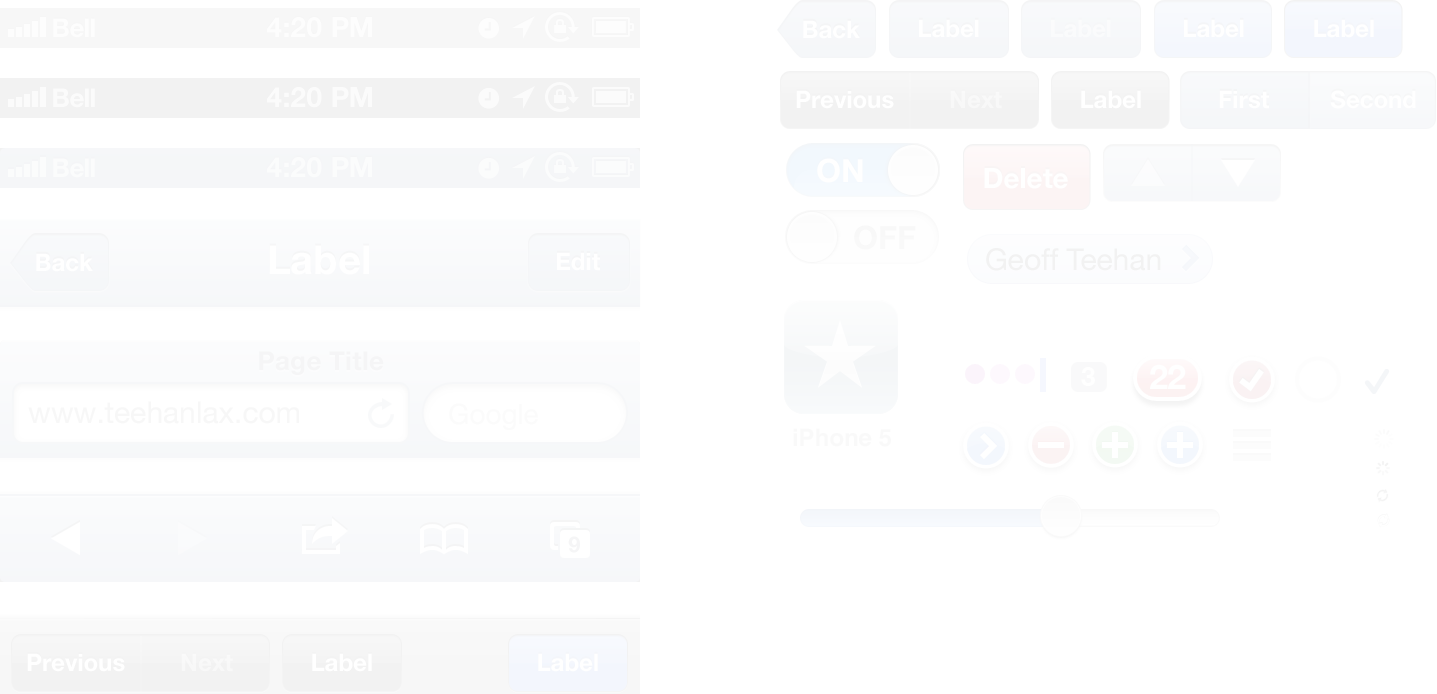 Bell 4:20 PM
Bell 4:20 PM
Bell 4:20 PM
Back Label Edit
Page Title
www.teehanlax.com Google
9
Previous Next Label Label
Back Label Label Label Label
Previous Next Label First Second
ON Delete
OFF
Geoff Teehan
3 22
iPhone 5